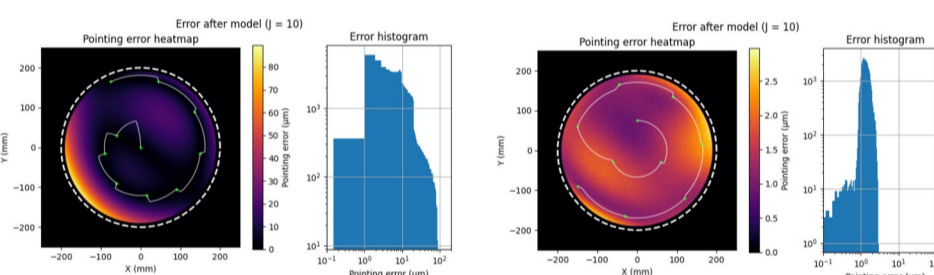 Error after model (J = 10)
Pointing error heatmap
Error histogram
Y (mm)
200
100
0
−100
−200
−200 −100 0 100 200
X (mm)
80
70
60
50
40
30
20
10
0
Pointing error (µm)
10³
10²
10¹
10⁻¹ 10⁰ 10¹ 10²
Pointing error (µm)
Error after model (J = 10)
Pointing error heatmap
Error histogram
Y (mm)
200
100
0
−100
−200
−200 −100 0 100 200
X (mm)
2.5
2.0
1.5
1.0
0.5
0.0
Pointing error (µm)
10³
10²
10¹
10⁰
10⁻¹ 10⁰ 10¹